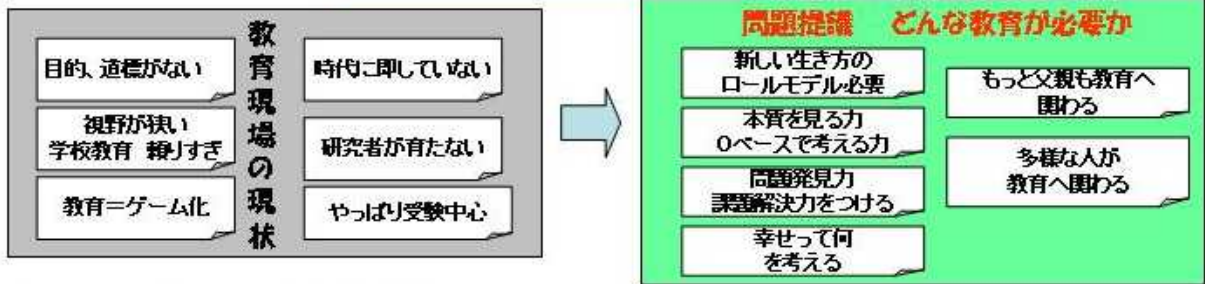 教育現場の現状
目的、道標がない
視野が狭い
学校教育 頼りすぎ
教育＝ゲーム化
時代に即していない
研究者が育たない
やっぱり受験中心
問題提議 どんな教育が必要か
新しい生き方の
ロールモデル必要
本質を見る力
0ベースで考える力
問題発見力
課題解決力をつける
幸せって何
を考える
もっと父親も教育へ
関わる
多様な人が
教育へ関わる